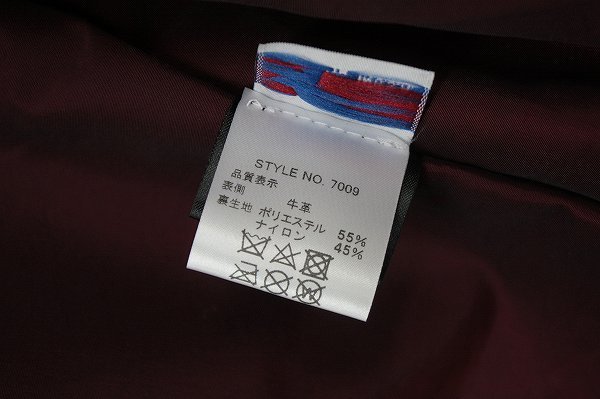 STYLE NO. 7009
品質表示
表側 牛革
裏生地 ポリエステル 55%
ナイロン 45%